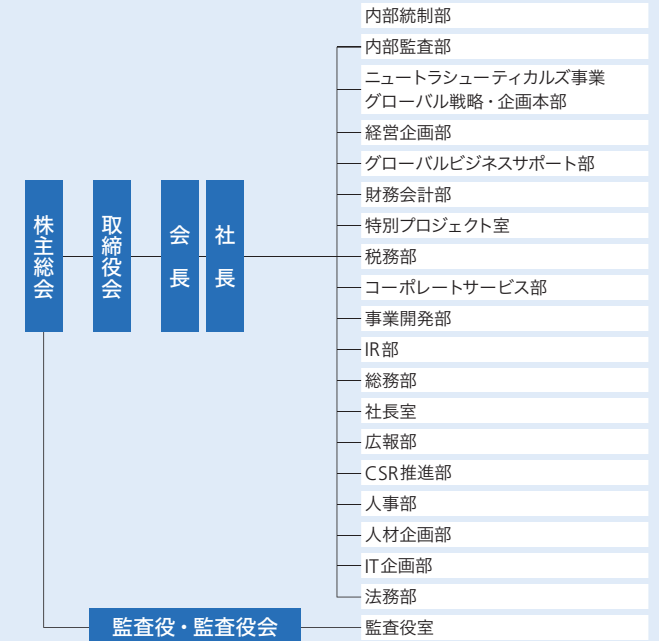 株主総会
取締役会
会長
社長
内部統制部
内部監査部
ニュートラシューティカルズ事業
グローバル戦略・企画本部
経営企画部
グローバルビジネスサポート部
財務会計部
特別プロジェクト室
税務部
コーポレートサービス部
事業開発部
IR部
総務部
社長室
広報部
CSR推進部
人事部
人材企画部
IT企画部
法務部
監査役・監査役会
監査役室